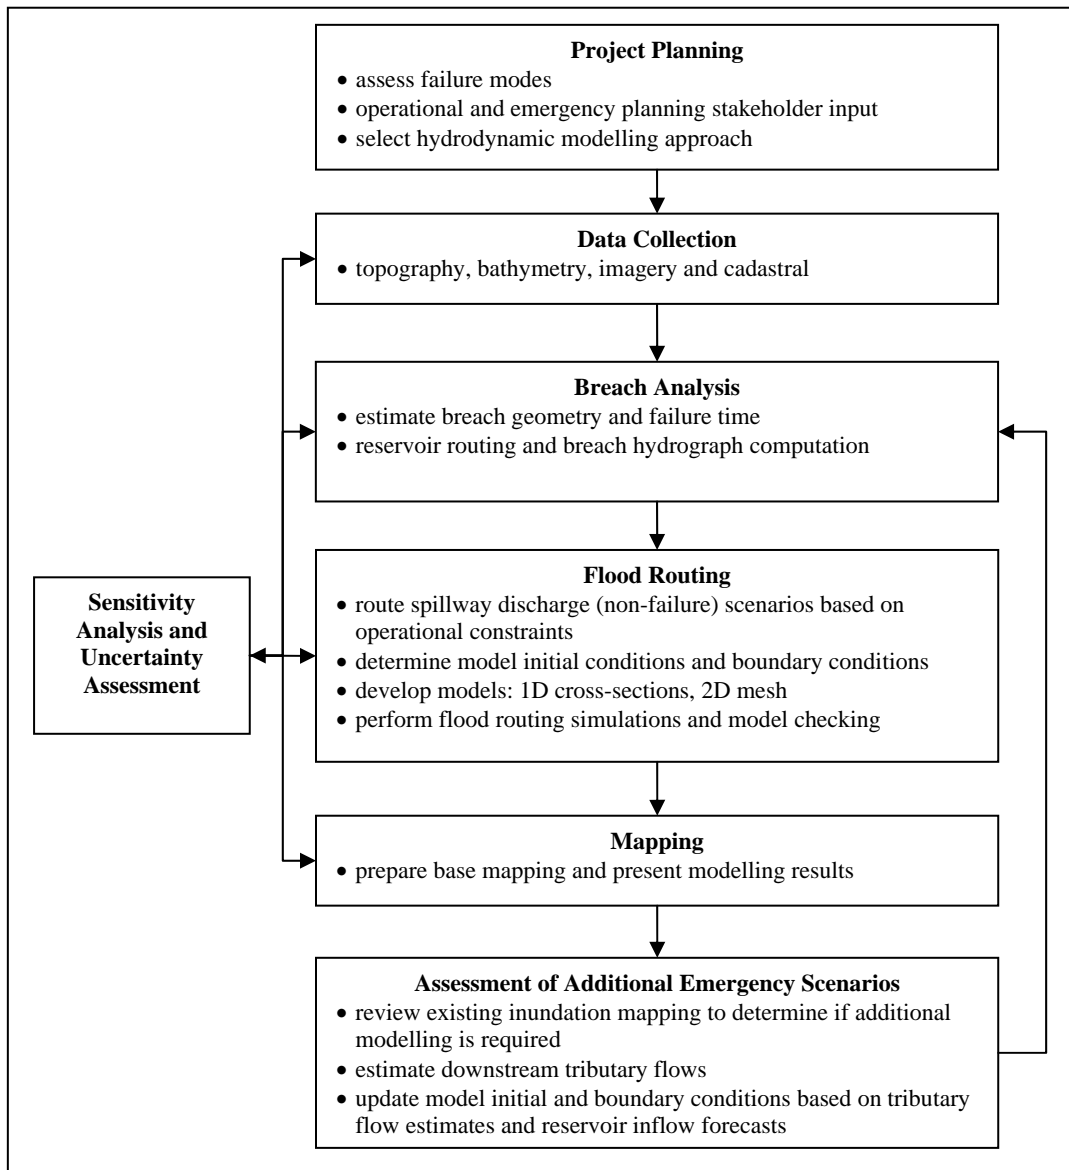 Project Planning
• assess failure modes
• operational and emergency planning stakeholder input
• select hydrodynamic modelling approach
Data Collection
• topography, bathymetry, imagery and cadastral
Breach Analysis
• estimate breach geometry and failure time
• reservoir routing and breach hydrograph computation
Flood Routing
• route spillway discharge (non-failure) scenarios based on
operational constraints
• determine model initial conditions and boundary conditions
• develop models: 1D cross-sections, 2D mesh
• perform flood routing simulations and model checking
Sensitivity
Analysis and
Uncertainty
Assessment
Mapping
• prepare base mapping and present modelling results
Assessment of Additional Emergency Scenarios
• review existing inundation mapping to determine if additional
modelling is required
• estimate downstream tributary flows
• update model initial and boundary conditions based on tributary
flow estimates and reservoir inflow forecasts